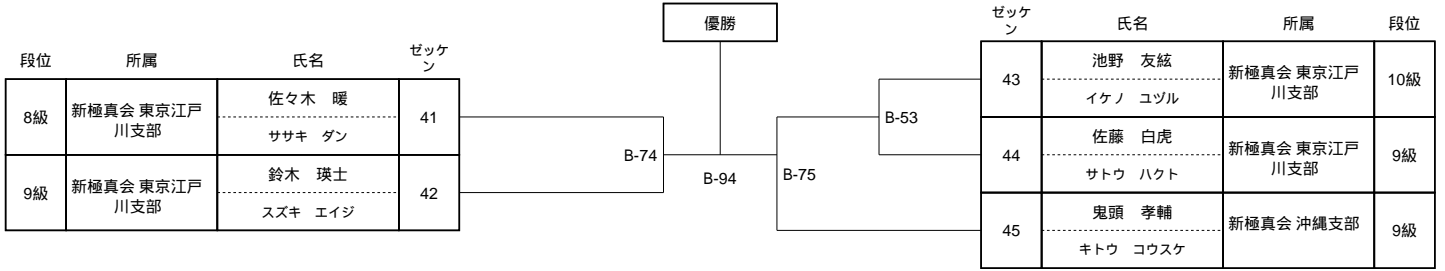 優勝
段位
所属
氏名
ゼッケ
ン
8級
新極真会 東京江戸
川支部
佐々木　暖
ササキ　ダン
41
9級
新極真会 東京江戸
川支部
鈴木　瑛士
スズキ　エイジ
42
B-74
B-94
B-75
B-53
ゼッケ
ン
氏名
所属
段位
43
池野　友絃
イケノ　ユヅル
新極真会 東京江戸
川支部
10級
44
佐藤　白虎
サトウ　ハクト
新極真会 東京江戸
川支部
9級
45
鬼頭　孝輔
キトウ　コウスケ
新極真会 沖縄支部
9級